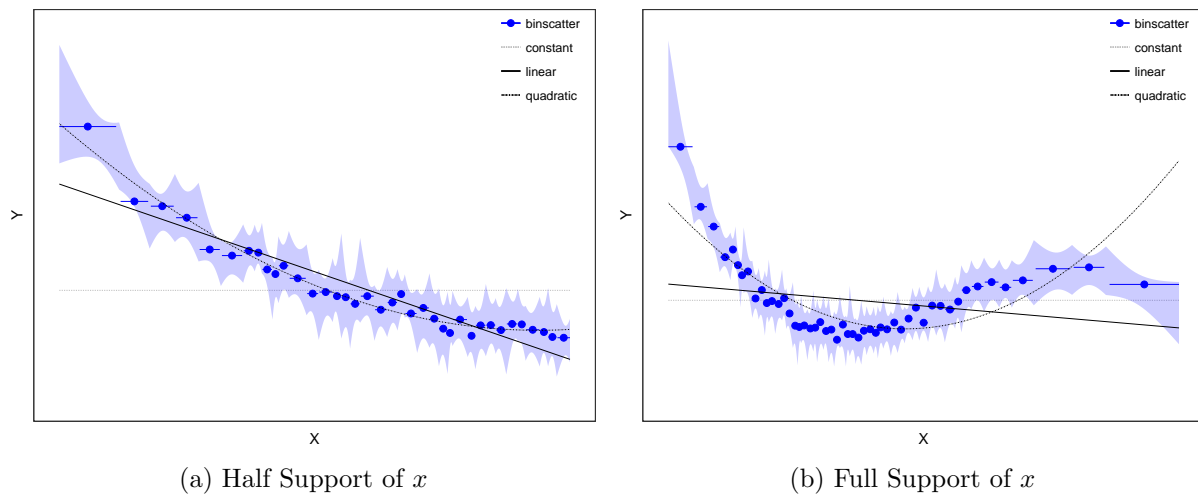 binscatter
constant
linear
quadratic
Y
X
(a) Half Support of x
binscatter
constant
linear
quadratic
Y
X
(b) Full Support of x